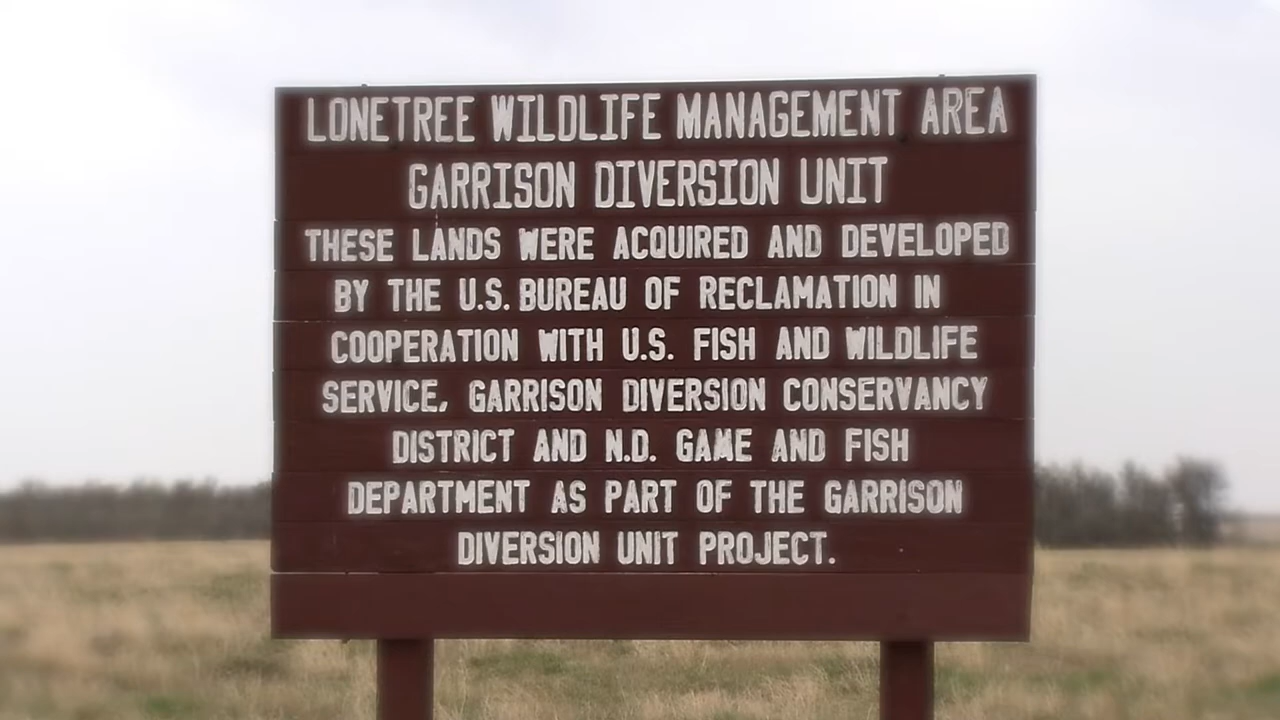 LONETREE WILDLIFE MANAGEMENT AREA
GARRISON DIVERSION UNIT
THESE LANDS WERE ACQUIRED AND DEVELOPED
BY THE U.S. BUREAU OF RECLAMATION IN
COOPERATION WITH U.S. FISH AND WILDLIFE
SERVICE, GARRISON DIVERSION CONSERVANCY
DISTRICT AND N.D. GAME AND FISH
DEPARTMENT AS PART OF THE GARRISON
DIVERSION UNIT PROJECT.